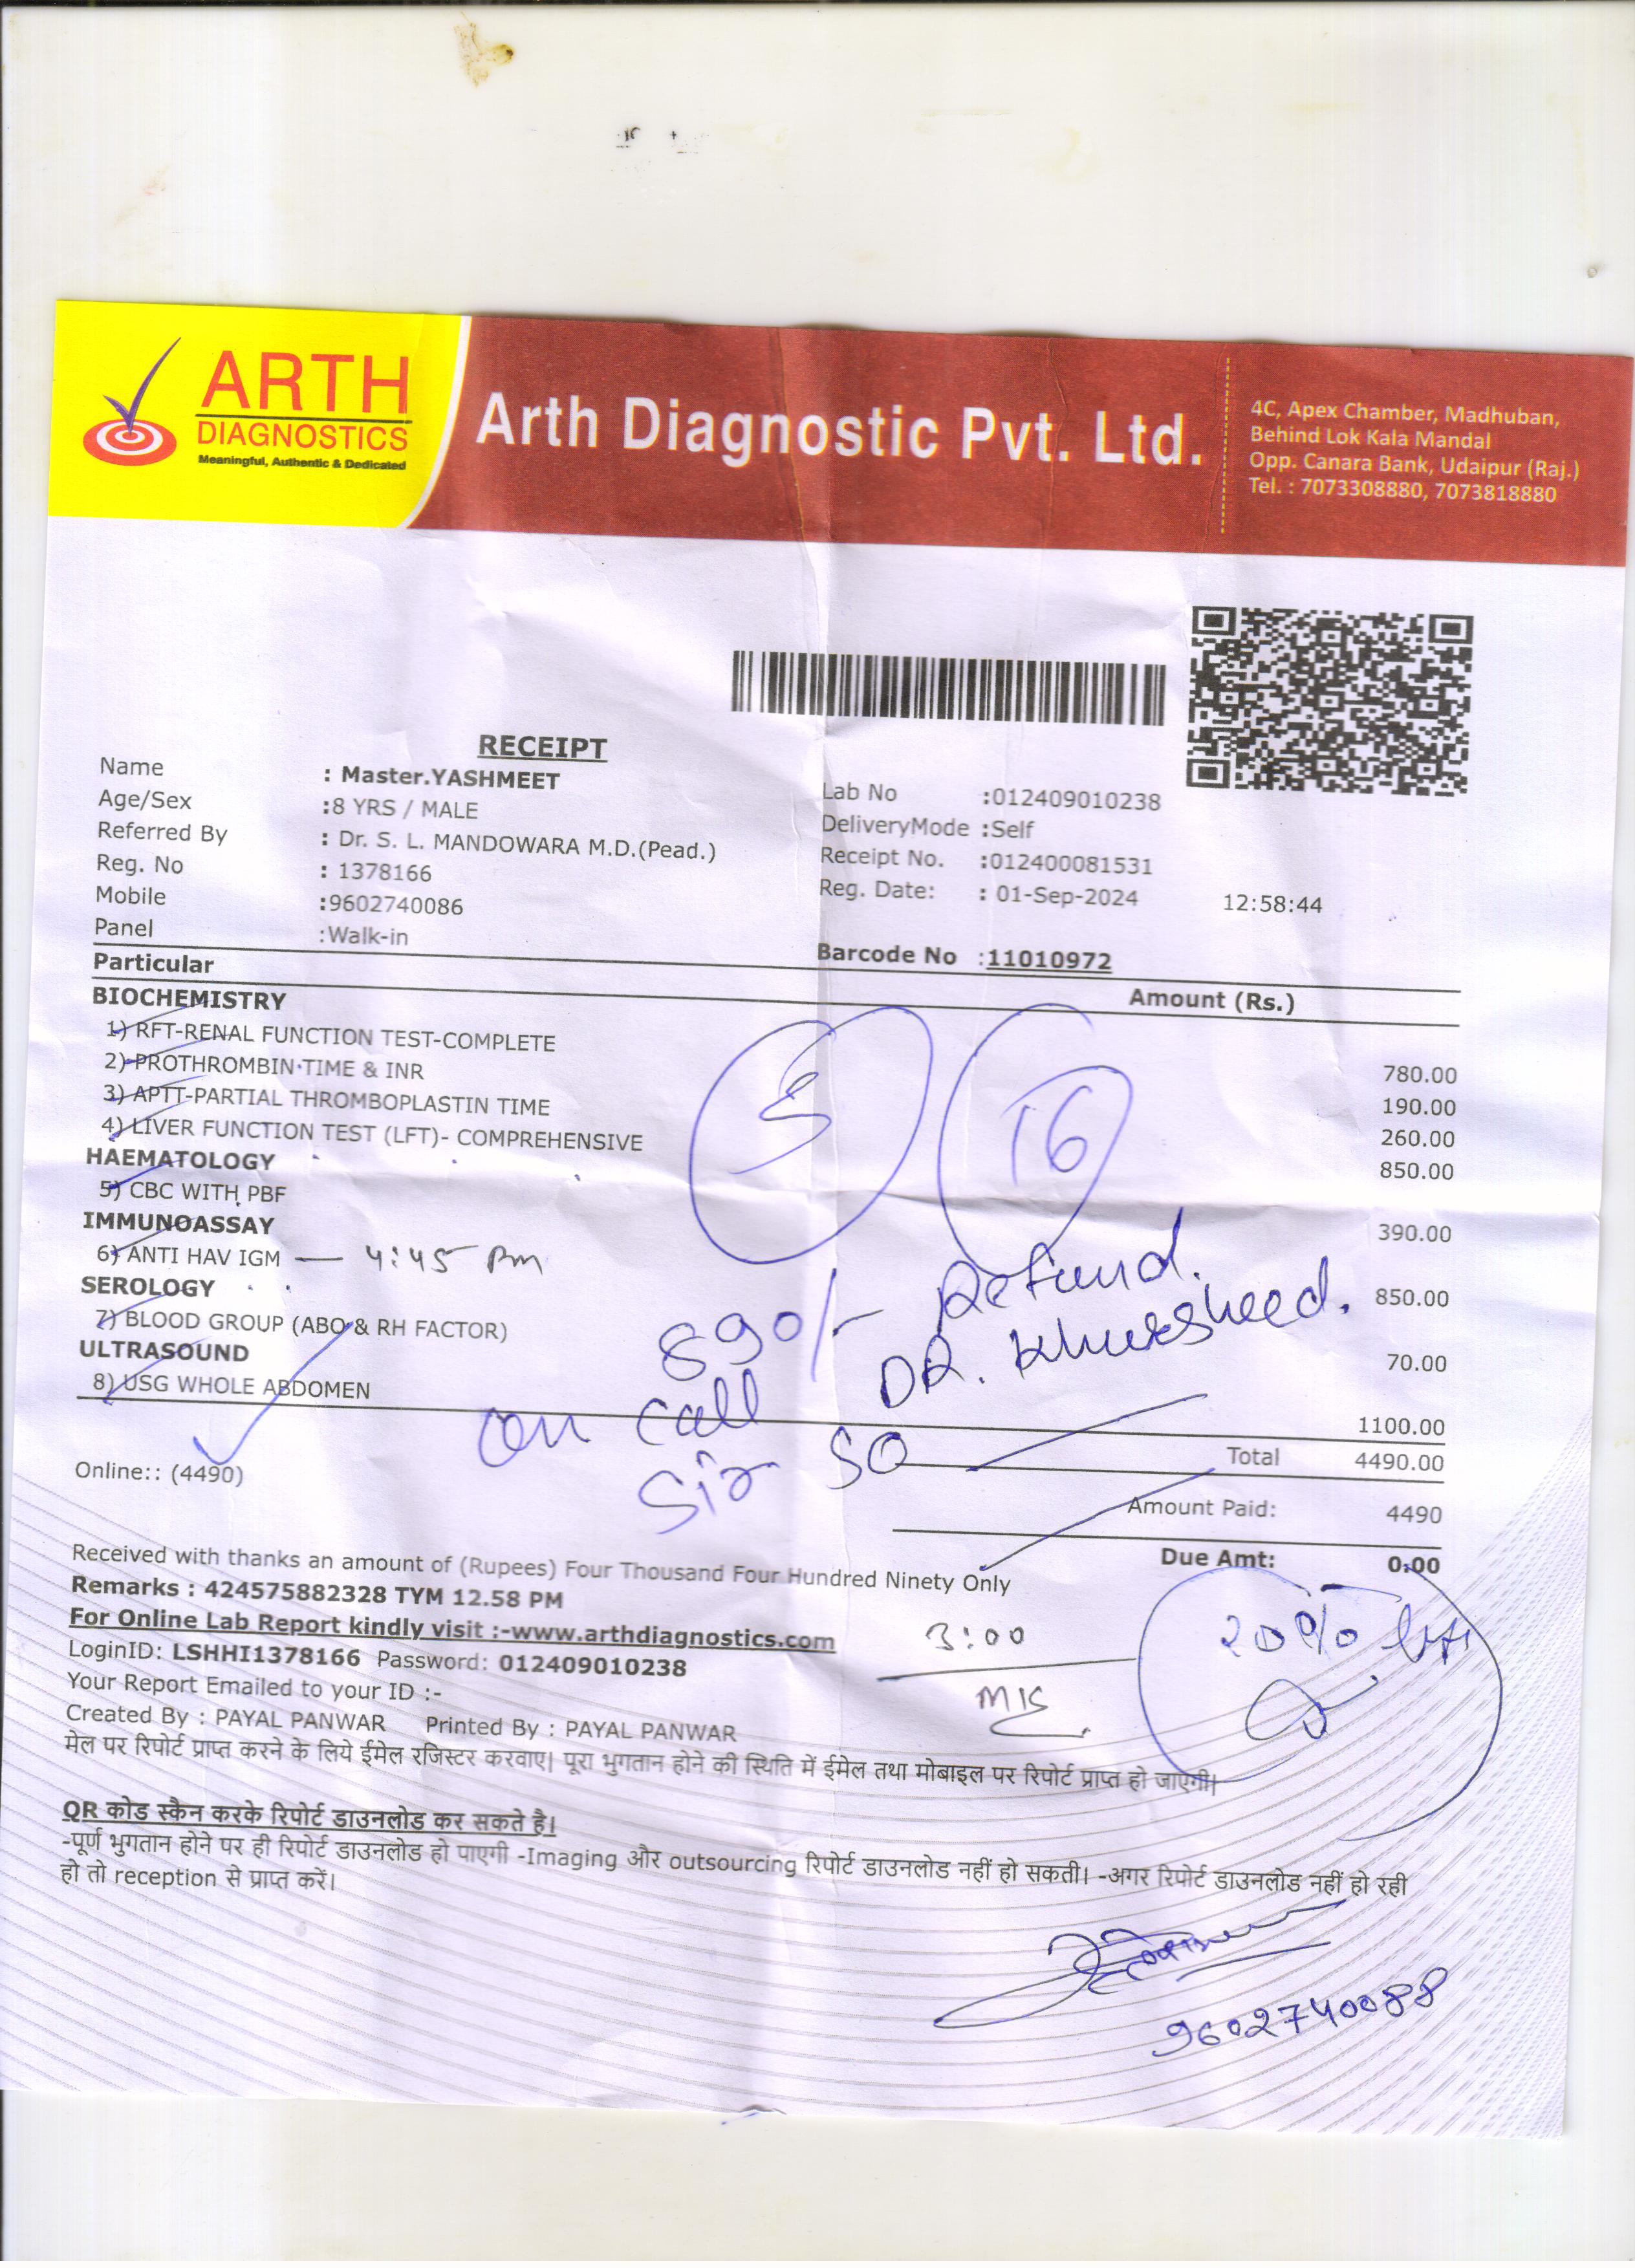 ARTH
DIAGNOSTICS
Meaningful, Authentic & Dedicated
Arth Diagnostic Pvt. Ltd.
4C, Apex Chamber, Madhuban,
Behind Lok Kala Mandal
Opp. Canara Bank, Udaipur (Raj.)
Tel. : 7073308880, 7073818880
RECEIPT
Name : Master.YASHMEET
Age/Sex :8 YRS / MALE
Referred By : Dr. S. L. MANDOWARA M.D.(Pead.)
Reg. No : 1378166
Mobile :9602740086
Panel :Walk-in
Lab No :012409010238
DeliveryMode :Self
Receipt No. :012400081531
Reg. Date: : 01-Sep-2024 12:58:44
Barcode No :11010972
Particular Amount (Rs.)
BIOCHEMISTRY
1) RFT-RENAL FUNCTION TEST-COMPLETE 780.00
2) PROTHROMBIN TIME & INR 190.00
3) APTT-PARTIAL THROMBOPLASTIN TIME 260.00
4) LIVER FUNCTION TEST (LFT)- COMPREHENSIVE 850.00
HAEMATOLOGY
5) CBC WITH PBF 390.00
IMMUNOASSAY
6) ANTI HAV IGM — 4:45 Pm 850.00
SEROLOGY
7) BLOOD GROUP (ABO & RH FACTOR) 70.00
ULTRASOUND
8) USG WHOLE ABDOMEN 1100.00
16
890/- Refund.
on call DR. Khursheed.
Sir so
Total 4490.00
Online:: (4490)
Amount Paid: 4490
Due Amt: 0.00
Received with thanks an amount of (Rupees) Four Thousand Four Hundred Ninety Only
Remarks : 424575882328 TYM 12.58 PM
For Online Lab Report kindly visit :-www.arthdiagnostics.com
LoginID: LSHHI1378166 Password: 012409010238
Your Report Emailed to your ID :-
Created By : PAYAL PANWAR Printed By : PAYAL PANWAR
3:00
20%
मेल पर रिपोर्ट प्राप्त करने के लिये ईमेल रजिस्टर करवाए। पूरा भुगतान होने की स्थिति में ईमेल तथा मोबाइल पर रिपोर्ट प्राप्त हो जाएगी।
QR कोड स्कैन करके रिपोर्ट डाउनलोड कर सकते है।
-पूर्ण भुगतान होने पर ही रिपोर्ट डाउनलोड हो पाएगी -Imaging और outsourcing रिपोर्ट डाउनलोड नहीं हो सकती। -अगर रिपोर्ट डाउनलोड नहीं हो रही
हो तो reception से प्राप्त करें।
9602740088